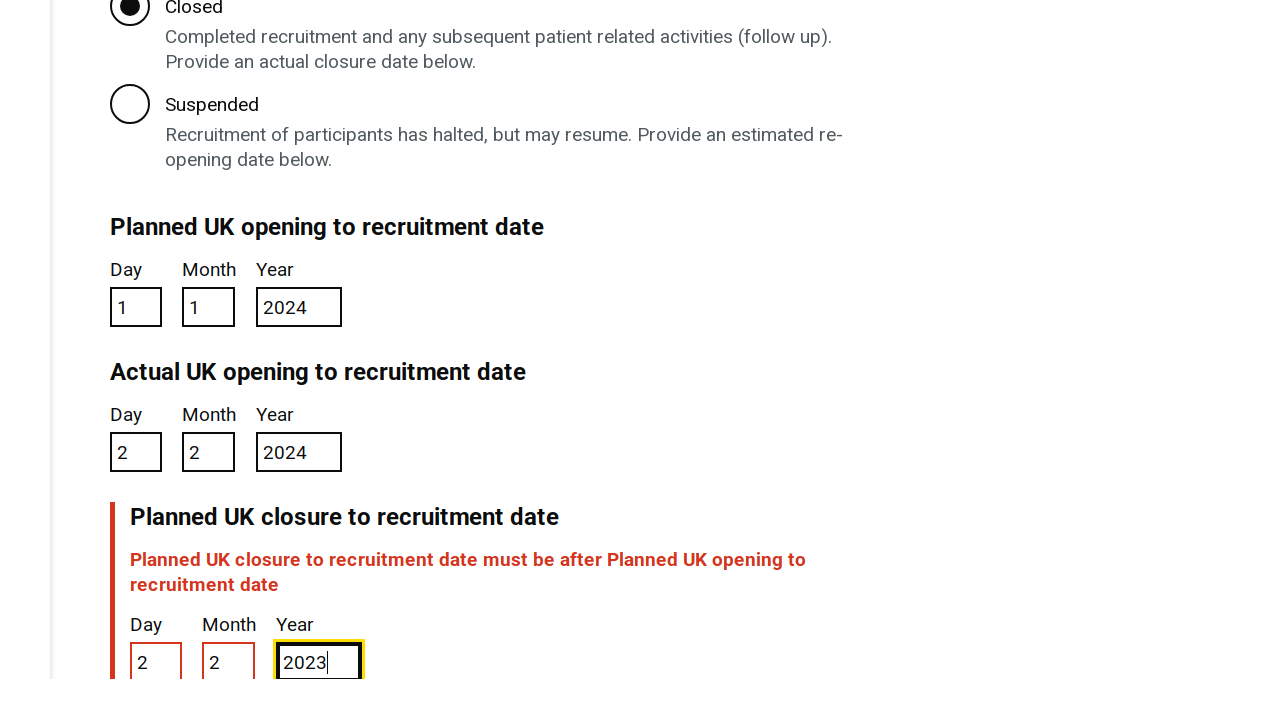 Closed
Completed recruitment and any subsequent patient related activities (follow up).
Provide an actual closure date below.
Suspended
Recruitment of participants has halted, but may resume. Provide an estimated re-
opening date below.
Planned UK opening to recruitment date
Day Month Year
1 1 2024
Actual UK opening to recruitment date
Day Month Year
2 2 2024
Planned UK closure to recruitment date
Planned UK closure to recruitment date must be after Planned UK opening to
recruitment date
Day Month Year
2 2 2023